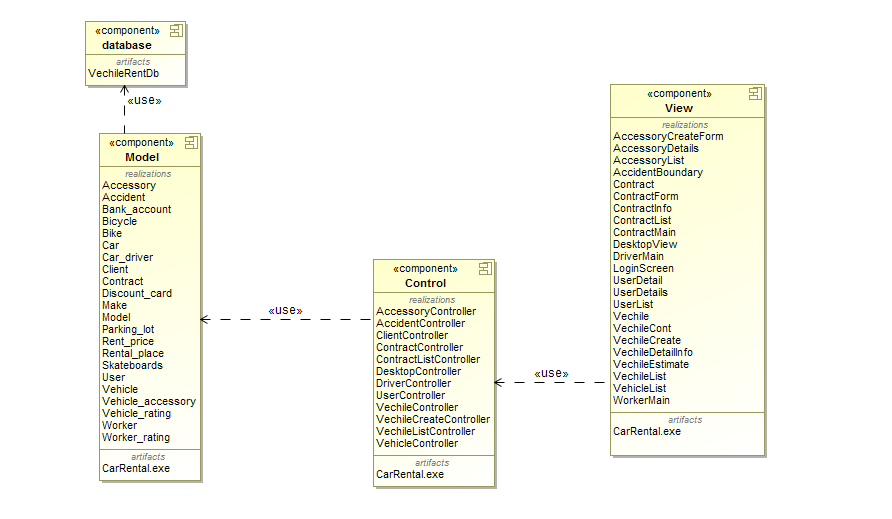 «component»
database
artifacts
VechileRentDb
«use»
«component»
Model
realizations
Accessory
Accident
Bank_account
Bicycle
Bike
Car
Car_driver
Client
Contract
Discount_card
Make
Model
Parking_lot
Rent_price
Rental_place
Skateboards
User
Vehicle
Vehicle_accessory
Vehicle_rating
Worker
Worker_rating
artifacts
CarRental.exe
«use»
«component»
Control
realizations
AccessoryController
AccidentController
ClientController
ContractController
ContractListController
DesktopController
DriverController
UserController
VechileController
VechileCreateController
VechileListController
VehicleController
artifacts
CarRental.exe
«use»
«component»
View
realizations
AccessoryCreateForm
AccessoryDetails
AccessoryList
AccidentBoundary
Contract
ContractForm
ContractInfo
ContractList
ContractMain
DesktopView
DriverMain
LoginScreen
UserDetail
UserDetails
UserList
Vechile
VechileCont
VechileCreate
VechileDetailInfo
VechileEstimate
VechileList
VehicleList
WorkerMain
artifacts
CarRental.exe